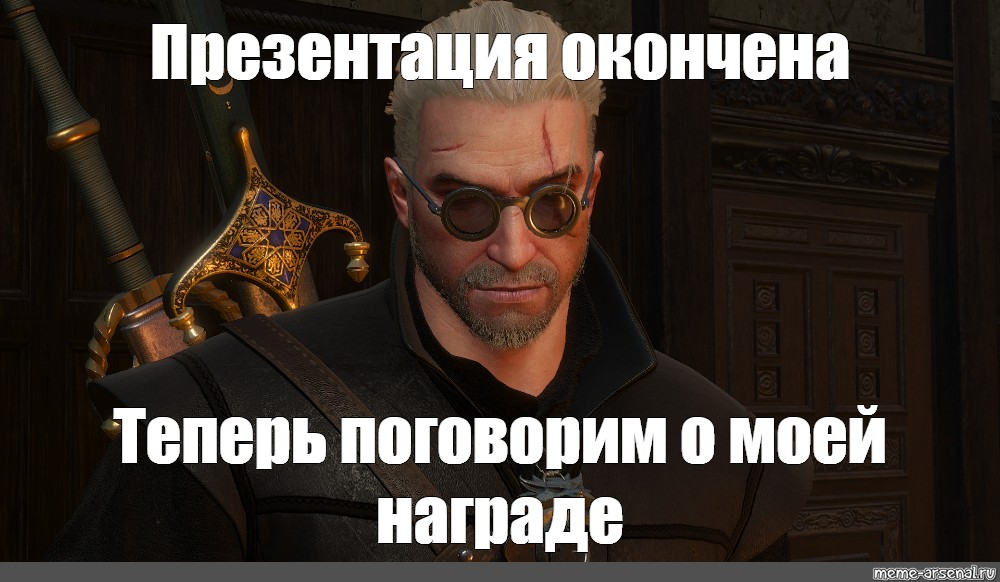 Презентация окончена
Теперь поговорим о моей
награде
meme-arsenal.ru